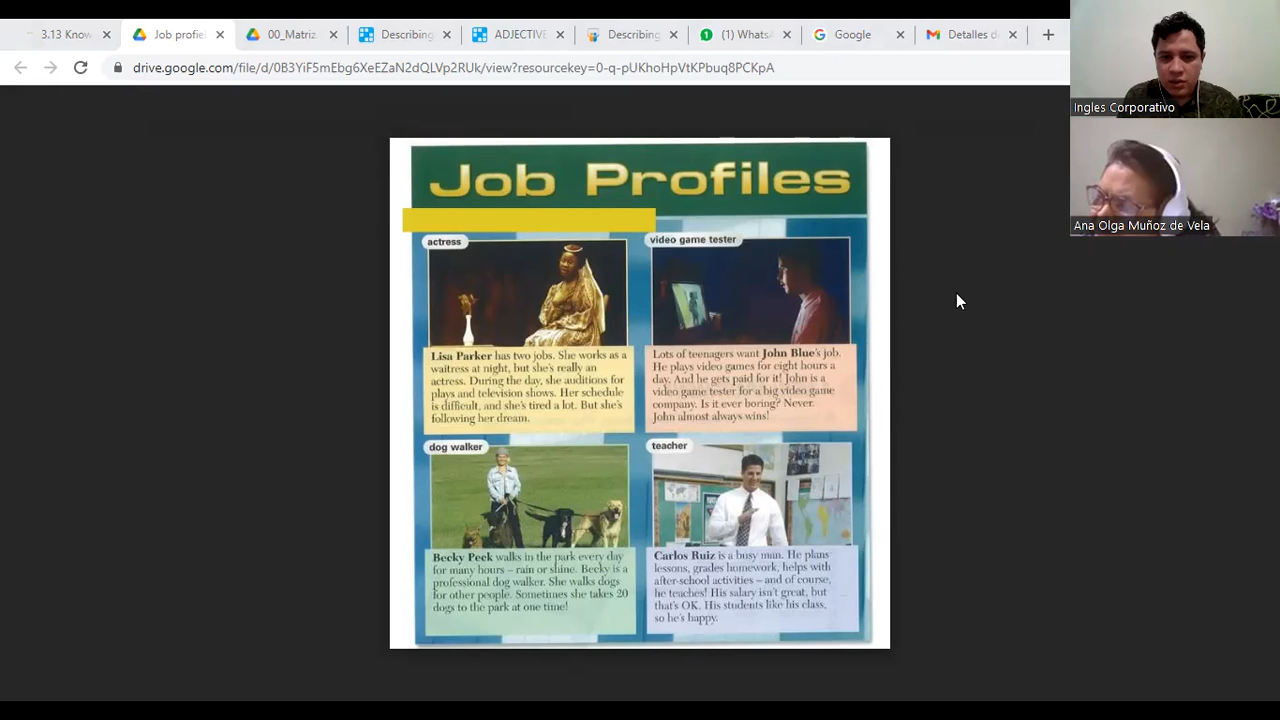 3.13 Know
Job profiel
00_Matriz
Describing
ADJECTIVE
Describing
(1) WhatsA
Google
Detalles d
drive.google.com/file/d/0B3YiF5mEbg6XeEZaN2dQLVp2R1k/view?resourcekey=0-q-pUKhoHpVtKPbuq8PCKpA
Ingles Corporativo
Ana Olga Muñoz de Vela
Job Profiles
actress
Lisa Parker has two jobs. She works as a
waitress at night, but she's really an
actress. During the day, she auditions for
plays and television shows. Her schedule
is difficult, and she's tired a lot. But she's
following her dream.
video game tester
Lots of teenagers want John Blue's job.
He plays video games for eight hours a
day. And he gets paid for it! John is a
video game tester for a big video game
company. Is it ever boring? Never.
John almost always wins!
dog walker
Becky Peck walks in the park every day
for many hours – rain or shine. Becky is a
professional dog walker. She walks dogs
for other people. Sometimes she takes 20
dogs to the park at one time!
teacher
Carlos Ruiz is a busy man. He plans
lessons, grades homework, helps with
after-school activities – and of course,
he teaches! His salary isn't great, but
that's OK. His students like his class,
so he's happy.